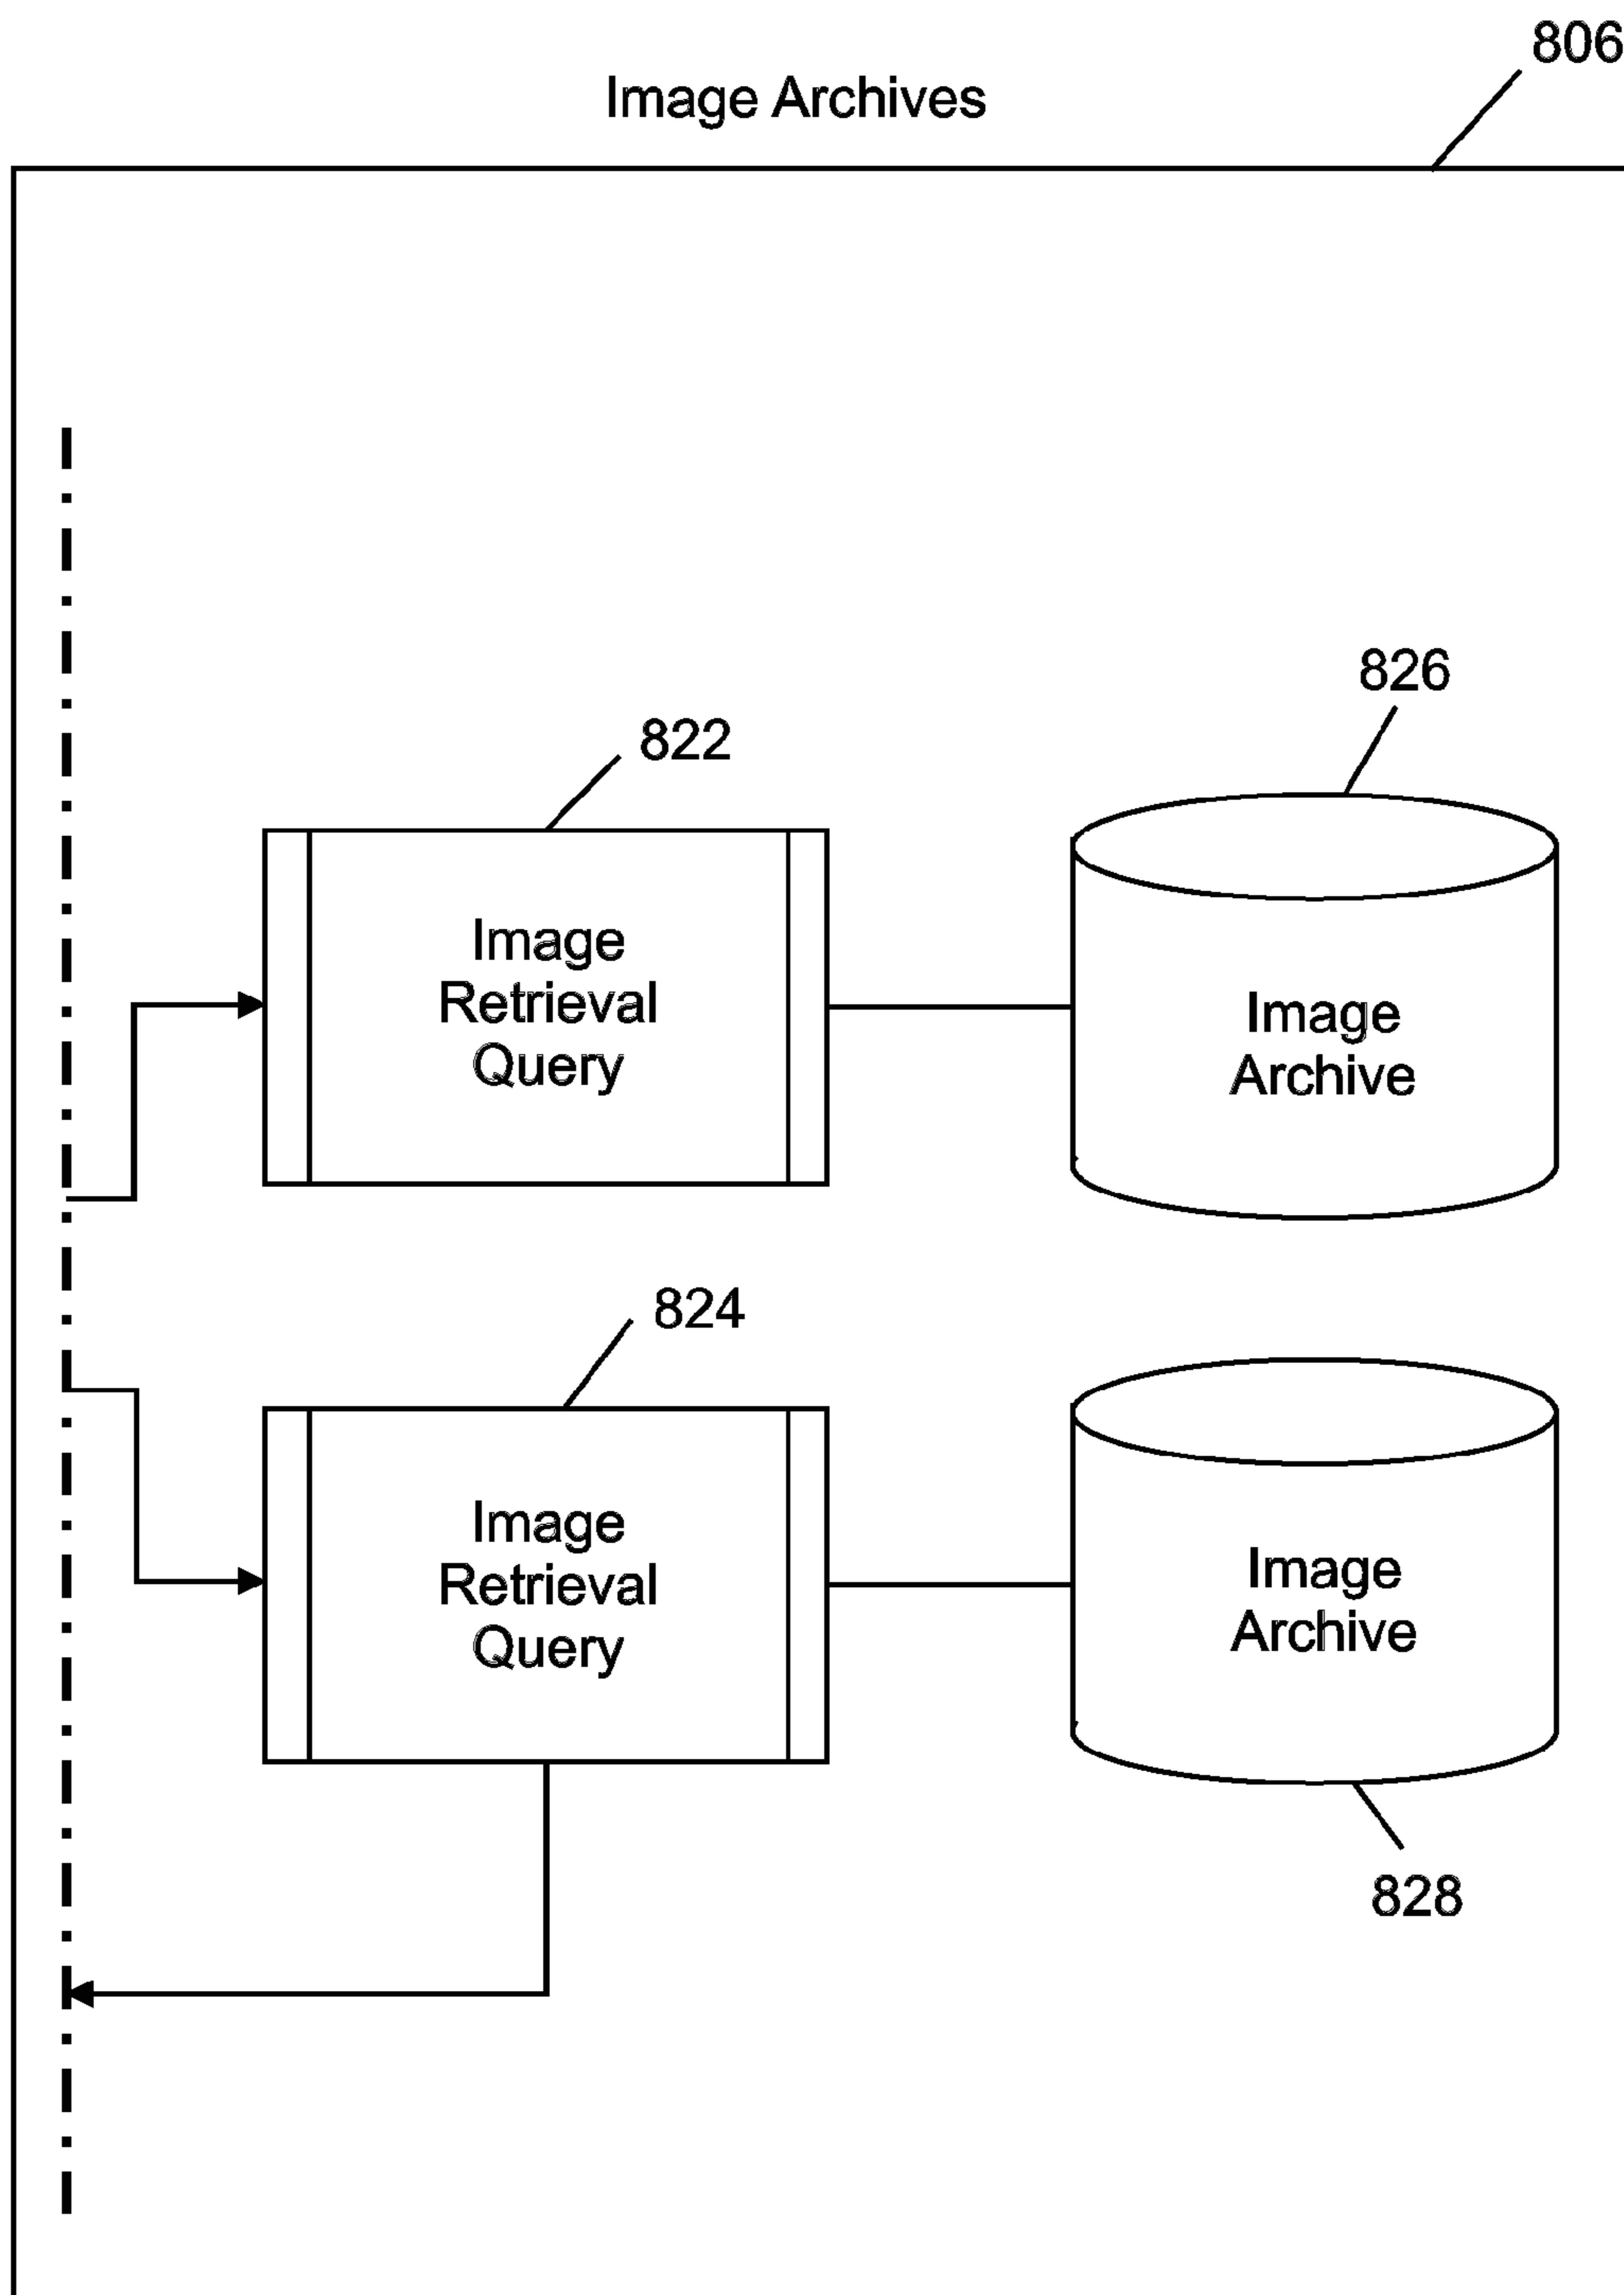 806
Image Archives
826
822
Image
Retrieval
Query
Image
Archive
824
Image
Retrieval
Query
Image
Archive
828